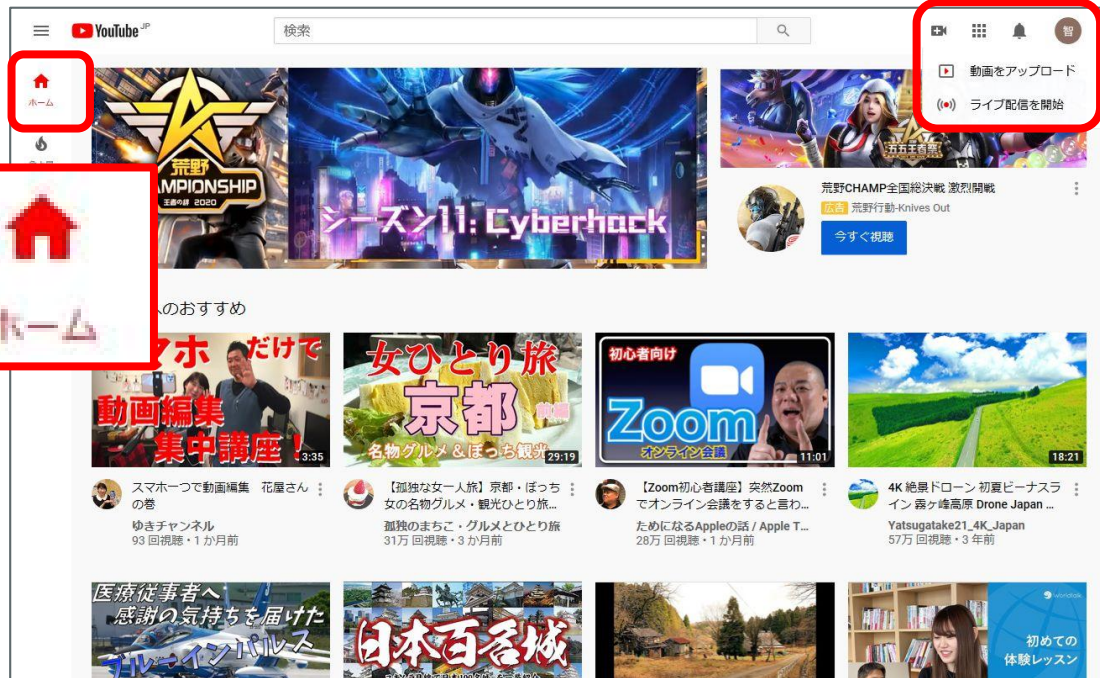 YouTube JP
検索
智
動画をアップロード
ライブ配信を開始
ホーム
荒野
MPIONSHIP
王者の絆 2020
シーズン11: Cyberhack
五五王者祭
荒野CHAMP全国総決戦 激烈開戦
広告 荒野行動-Knives Out
今すぐ視聴
ホーム
へのおすすめ
マホ だけで
動画編集
集中講座!
3:35
女ひとり旅
京都 前編
名物グルメ&ぼっち観光
29:19
初心者向け
Zoom
オンライン会議
11:01
18:21
スマホ一つで動画編集 花屋さん
の巻
ゆきチャンネル
93 回視聴・1 か月前
【孤独な女一人旅】京都・ぼっち
女の名物グルメ・観光ひとり旅...
孤独のまちこ・グルメとひとり旅
31万 回視聴・3 か月前
【Zoom初心者講座】突然Zoom
でオンライン会議をすると言わ...
ためになるAppleの話 / Apple T...
28万 回視聴・1 か月前
4K 絶景ドローン 初夏ビーナスラ
イン 霧ヶ峰高原 Drone Japan ...
Yatsugatake21_4K_Japan
57万 回視聴・3 年前
医療従事者へ
感謝の気持ちを届けた
ブルーインパルス
日本百名城
worldtalk
初めての
体験レッスン